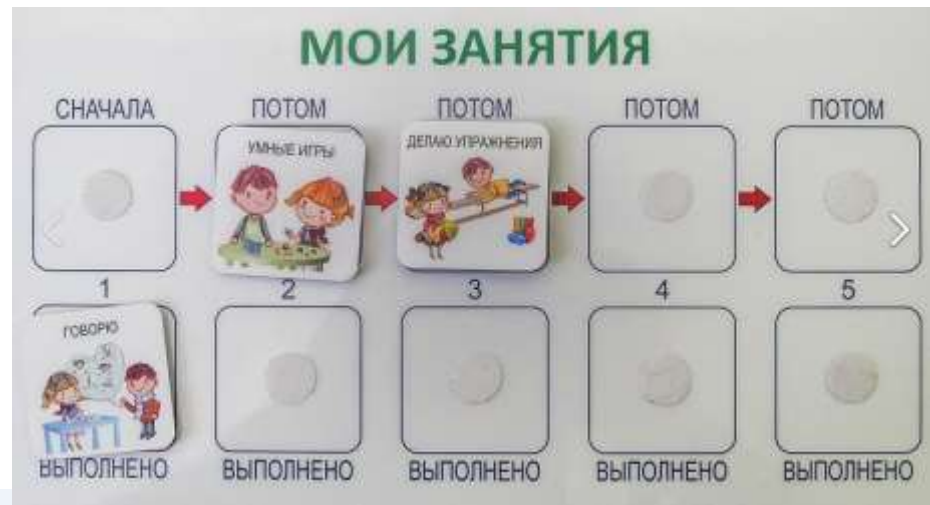 МОИ ЗАНЯТИЯ
СНАЧАЛА ПОТОМ ПОТОМ ПОТОМ ПОТОМ
УМНЫЕ ИГРЫ ДЕЛАЮ УПРАЖНЕНИЯ
1 2 3 4 5
ГОВОРЮ
ВЫПОЛНЕНО ВЫПОЛНЕНО ВЫПОЛНЕНО ВЫПОЛНЕНО ВЫПОЛНЕНО